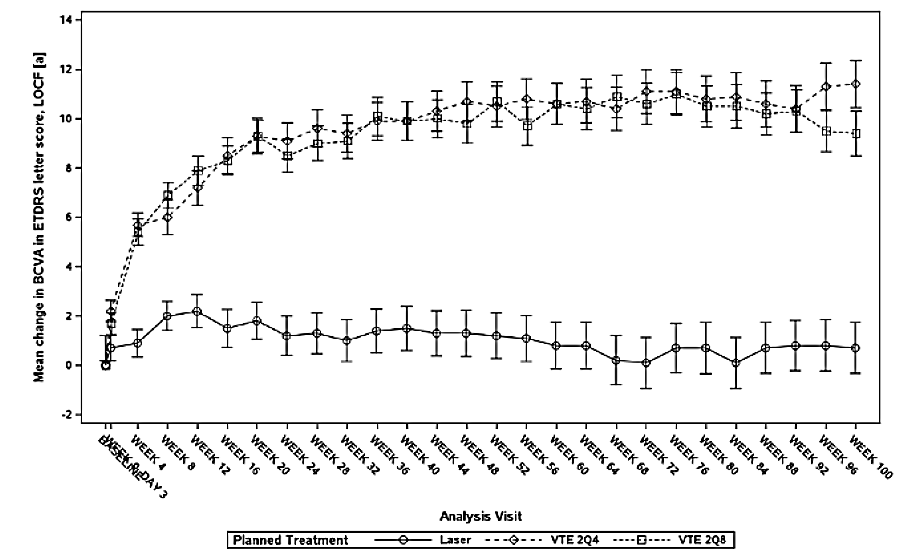 Mean change in BCVA in ETDRS letter score, LOCF [a]
14
12
10
8
6
4
2
0
-2
BASELINE
DAY 3
WEEK 4
WEEK 8
WEEK 12
WEEK 16
WEEK 20
WEEK 24
WEEK 28
WEEK 32
WEEK 36
WEEK 40
WEEK 44
WEEK 48
WEEK 52
WEEK 56
WEEK 60
WEEK 64
WEEK 68
WEEK 72
WEEK 76
WEEK 80
WEEK 84
WEEK 88
WEEK 92
WEEK 96
WEEK 100
Analysis Visit
Planned Treatment Laser VTE 2Q4 VTE 2Q8